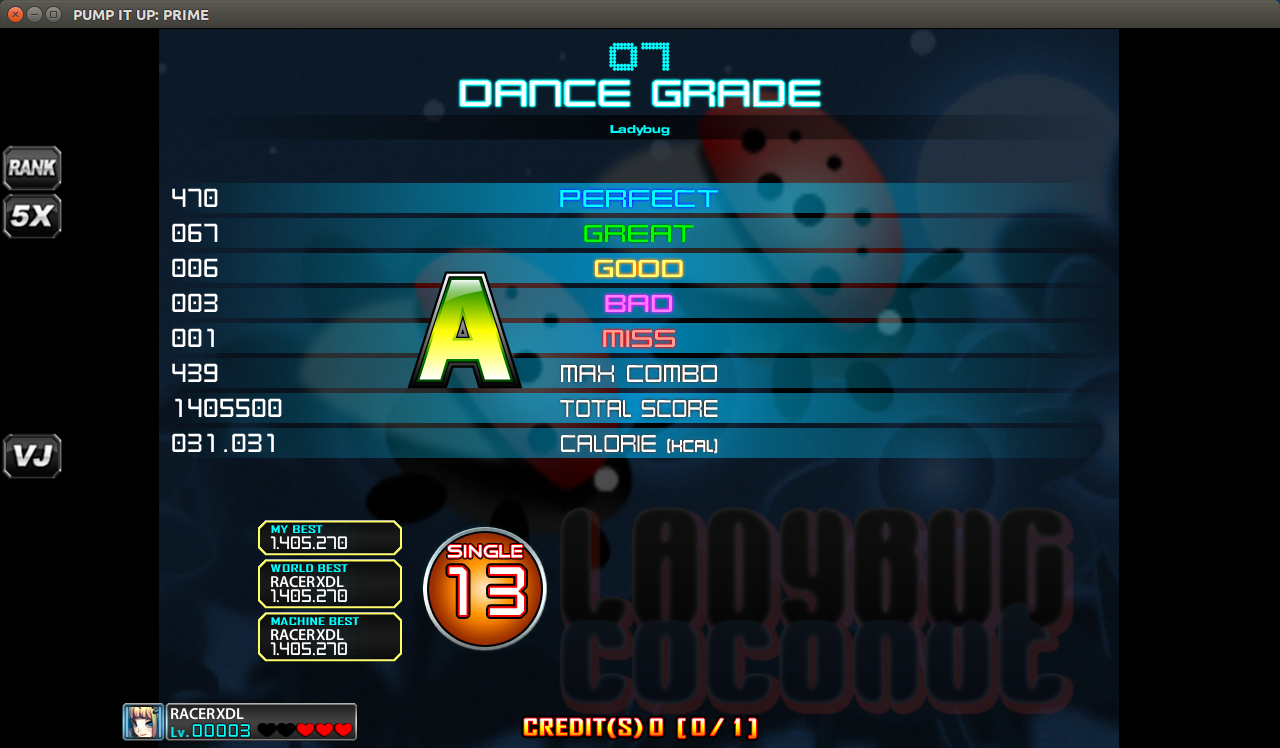 PUMP IT UP: PRIME
07
DANCE GRADE
Ladybug
RANK
5X
VJ
470 PERFECT
067 GREAT
006 GOOD
003 BAD
001 MISS
439 MAX COMBO
1405500 TOTAL SCORE
031.031 CALORIE [KCAL]
A
MY BEST
1.405.270
WORLD BEST
RACERXDL
1.405.270
MACHINE BEST
RACERXDL
1.405.270
SINGLE
13
LADYBUG
COCONUT
RACERXDL
Lv.00003
CREDIT(S) 0 [0/1]